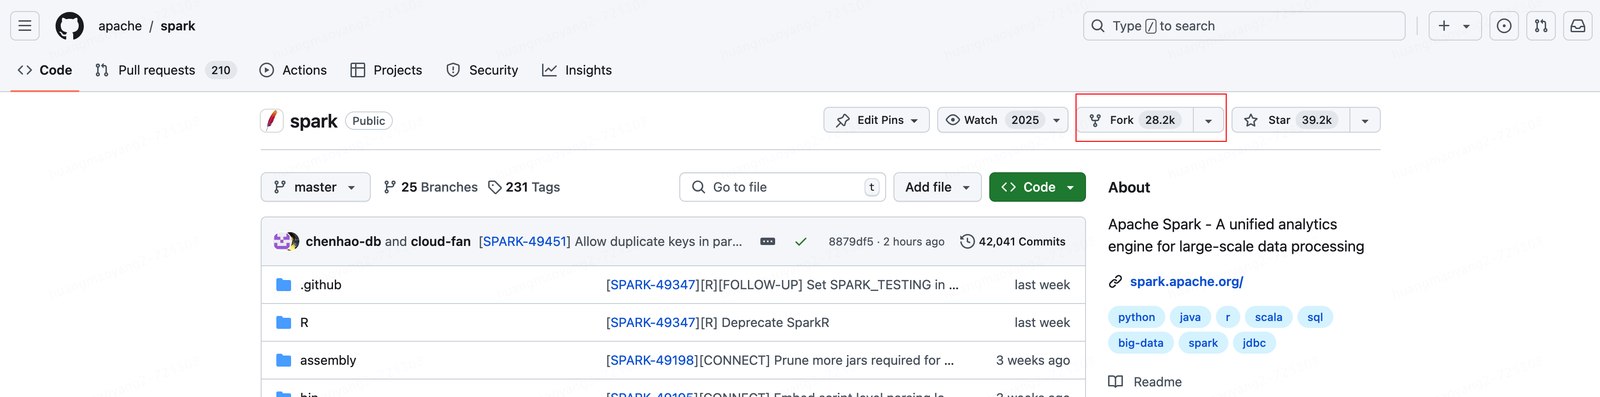 apache / spark
Type / to search
Code Pull requests 210 Actions Projects Security Insights
spark Public
Edit Pins Watch 2025 Fork 28.2k Star 39.2k
master 25 Branches 231 Tags
Go to file t Add file Code
About
Apache Spark - A unified analytics
engine for large-scale data processing
spark.apache.org/
python java r scala sql
big-data spark jdbc
Readme
chenhao-db and cloud-fan [SPARK-49451] Allow duplicate keys in par... 8879df5 · 2 hours ago 42,041 Commits
.github [SPARK-49347][R][FOLLOW-UP] Set SPARK_TESTING in ... last week
R [SPARK-49347][R] Deprecate SparkR last week
assembly [SPARK-49198][CONNECT] Prune more jars required for ... 3 weeks ago